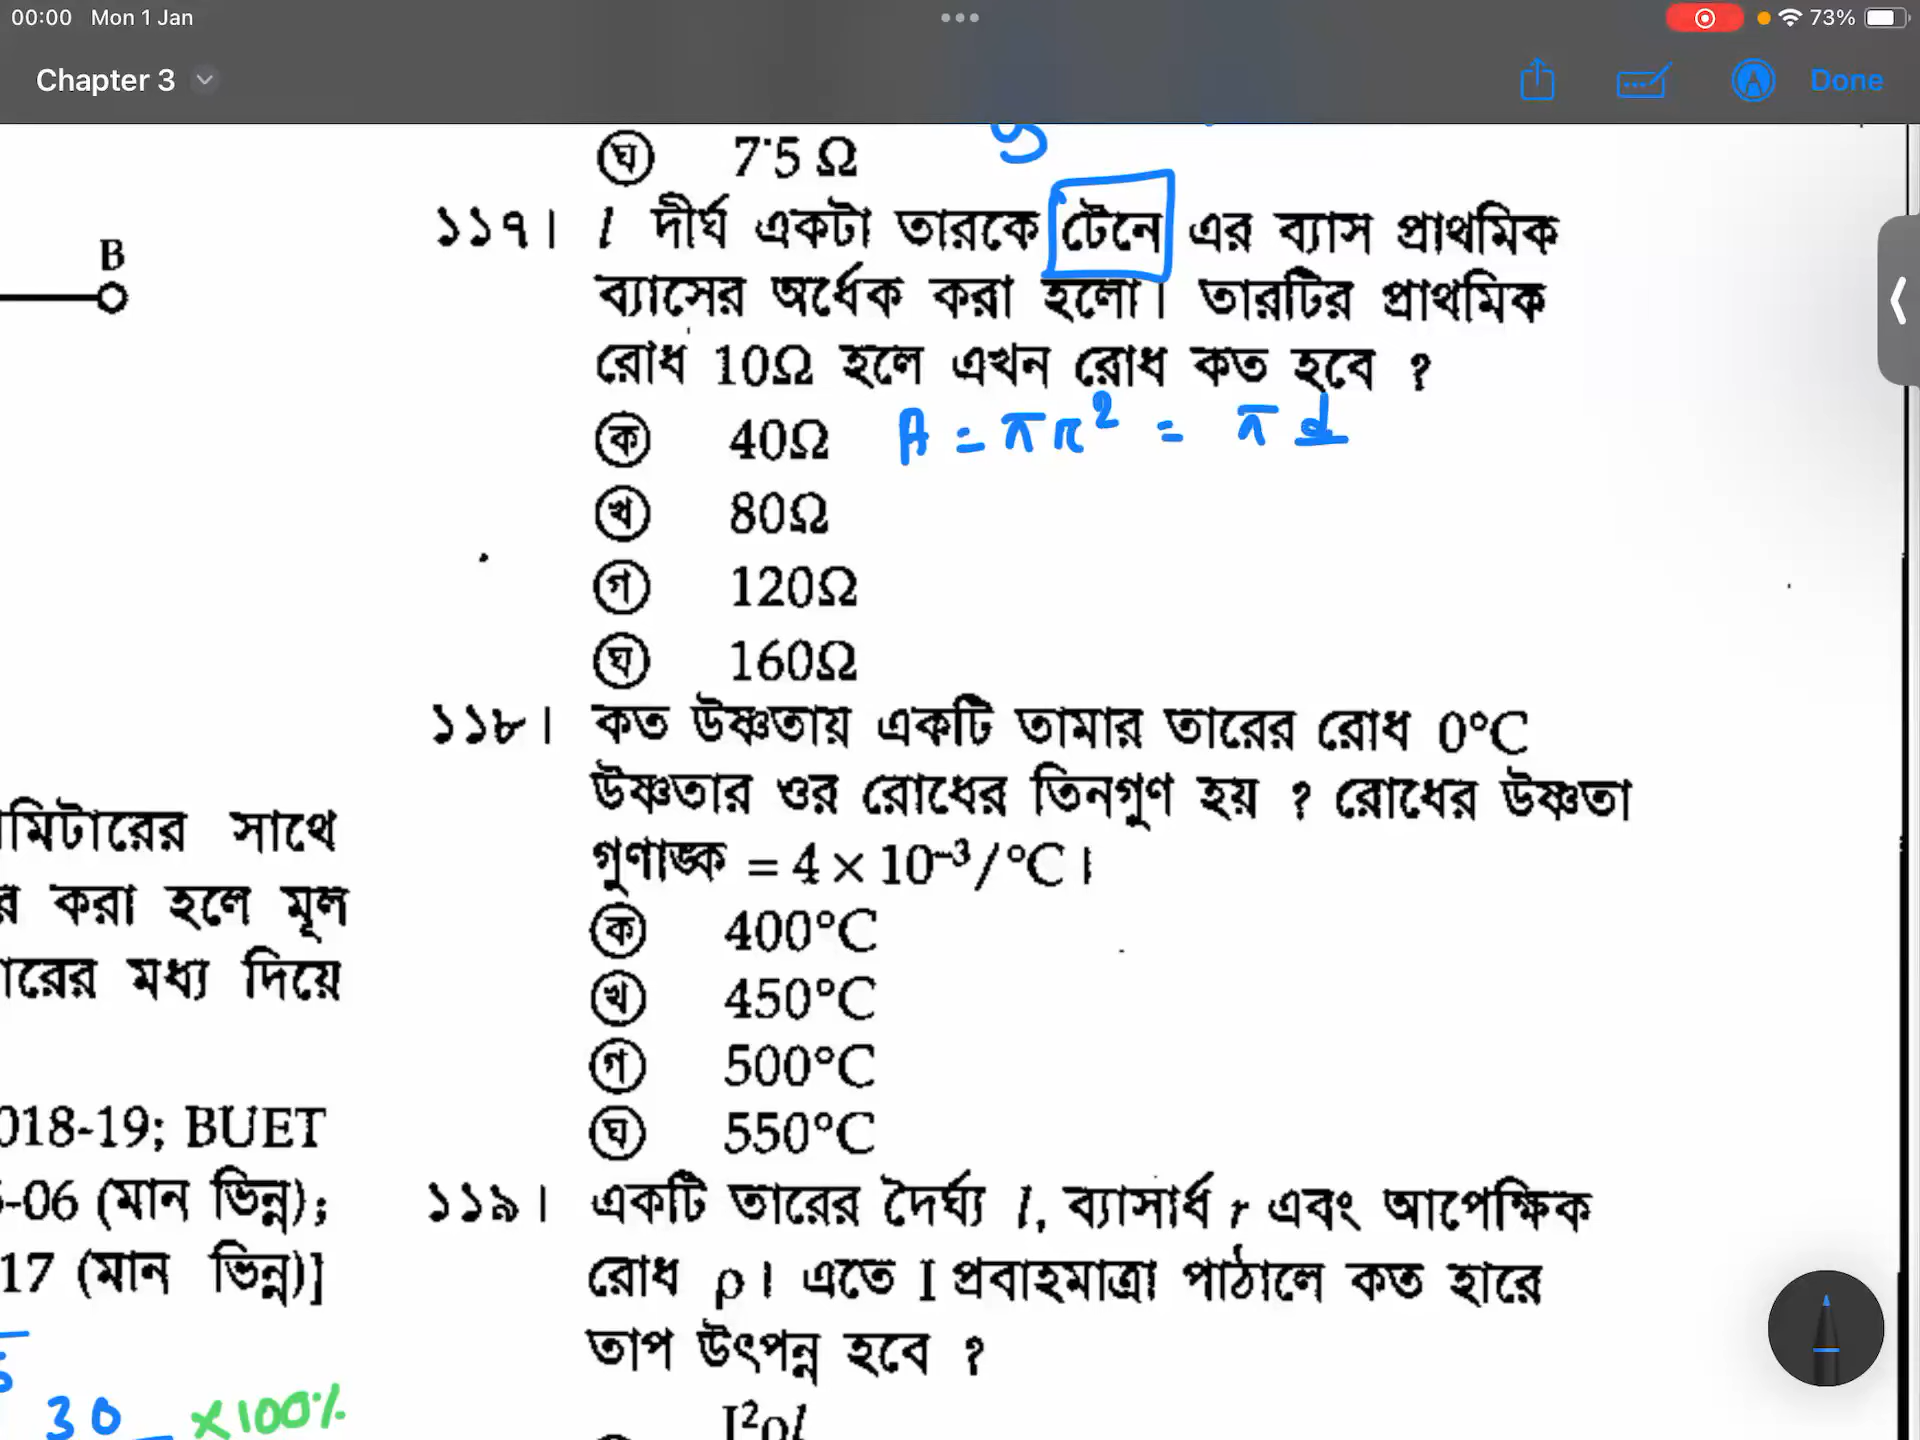 00:00 Mon 1 Jan
73%
Chapter 3
Done
B
মিটারের সাথে
র করা হলে মূল
ারের মধ্য দিয়ে
018-19; BUET
-06 (মান ভিন্ন);
17 (মান ভিন্ন)]
30 ×100%
ঘ 7·5 Ω
১১৭। l দীর্ঘ একটা তারকে টেনে এর ব্যাস প্রাথমিক
ব্যাসের অর্ধেক করা হলো। তারটির প্রাথমিক
রোধ 10Ω হলে এখন রোধ কত হবে ?
ক 40Ω A = πr² = π d
খ 80Ω
গ 120Ω
ঘ 160Ω
১১৮। কত উষ্ণতায় একটি তামার তারের রোধ 0°C
উষ্ণতার ওর রোধের তিনগুণ হয় ? রোধের উষ্ণতা
গুণাঙ্ক = 4 × 10⁻³/°C।
ক 400°C
খ 450°C
গ 500°C
ঘ 550°C
১১৯। একটি তারের দৈর্ঘ্য l, ব্যাসার্ধ r এবং আপেক্ষিক
রোধ ρ। এতে I প্রবাহমাত্রা পাঠালে কত হারে
তাপ উৎপন্ন হবে ?
I²ρl